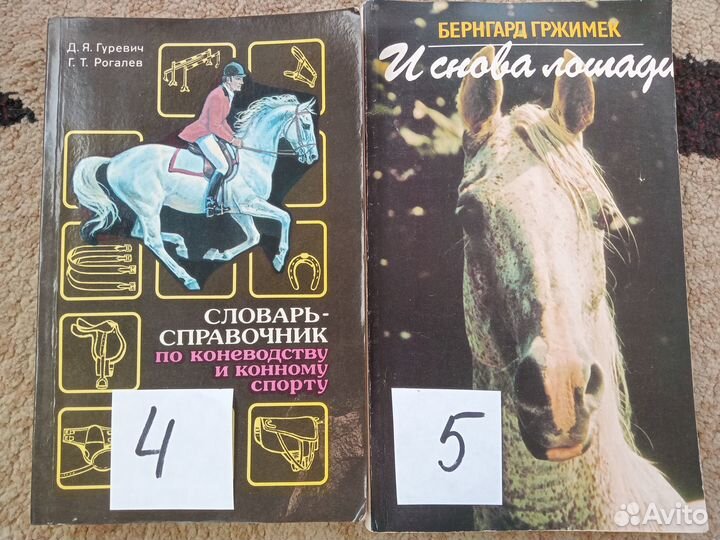 Д. Я. Гуревич
Г. Т. Рогалев
СЛОВАРЬ-
СПРАВОЧНИК
по коневодству
и конному
спорту
4
БЕРНГАРД ГРЖИМЕК
И снова лошади
5
Avito